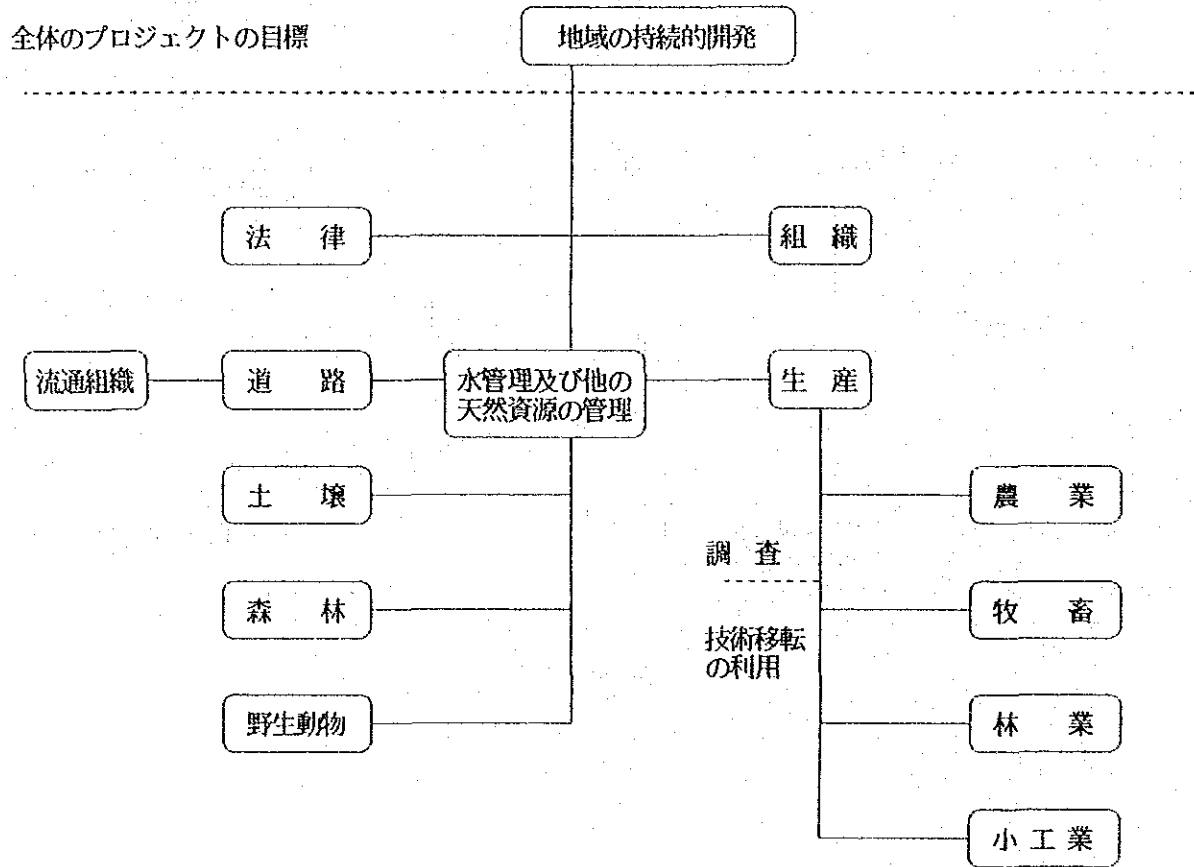 全体のプロジェクトの目標
地域の持続的開発
法 律
組 織
流通組織
道 路
水管理及び他の
天然資源の管理
生 産
土 壌
農 業
調 査
森 林
牧 畜
技術移転
の利用
野生動物
林 業
小 工 業